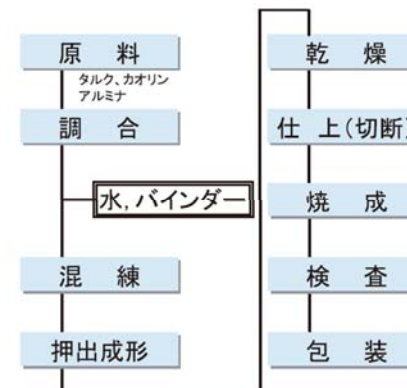 原 料
タルク、カオリン
アルミナ
調 合
水,バインダー
混 練
押出成形
乾 燥
仕 上(切断)
焼 成
検 査
包 装